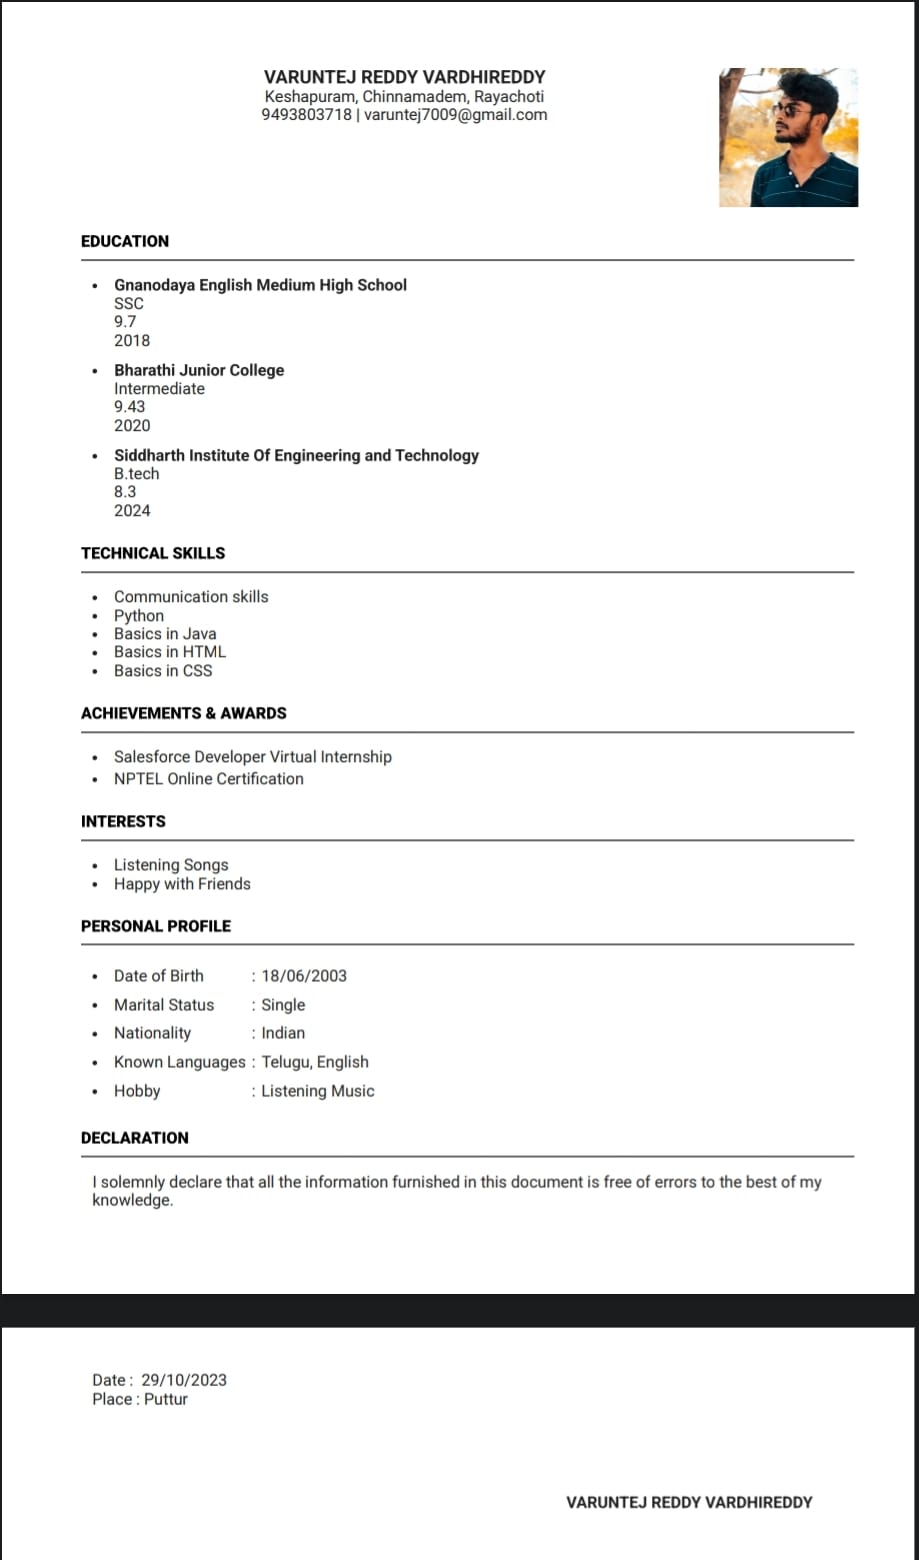 VARUNTEJ REDDY VARDHIREDDY
Keshapuram, Chinnamadem, Rayachoti
9493803718 | varuntej7009@gmail.com
EDUCATION
• Gnanodaya English Medium High School
SSC
9.7
2018
• Bharathi Junior College
Intermediate
9.43
2020
• Siddharth Institute Of Engineering and Technology
B.tech
8.3
2024
TECHNICAL SKILLS
• Communication skills
• Python
• Basics in Java
• Basics in HTML
• Basics in CSS
ACHIEVEMENTS & AWARDS
• Salesforce Developer Virtual Internship
• NPTEL Online Certification
INTERESTS
• Listening Songs
• Happy with Friends
PERSONAL PROFILE
• Date of Birth : 18/06/2003
• Marital Status : Single
• Nationality : Indian
• Known Languages : Telugu, English
• Hobby : Listening Music
DECLARATION
I solemnly declare that all the information furnished in this document is free of errors to the best of my
knowledge.
Date : 29/10/2023
Place : Puttur
VARUNTEJ REDDY VARDHIREDDY